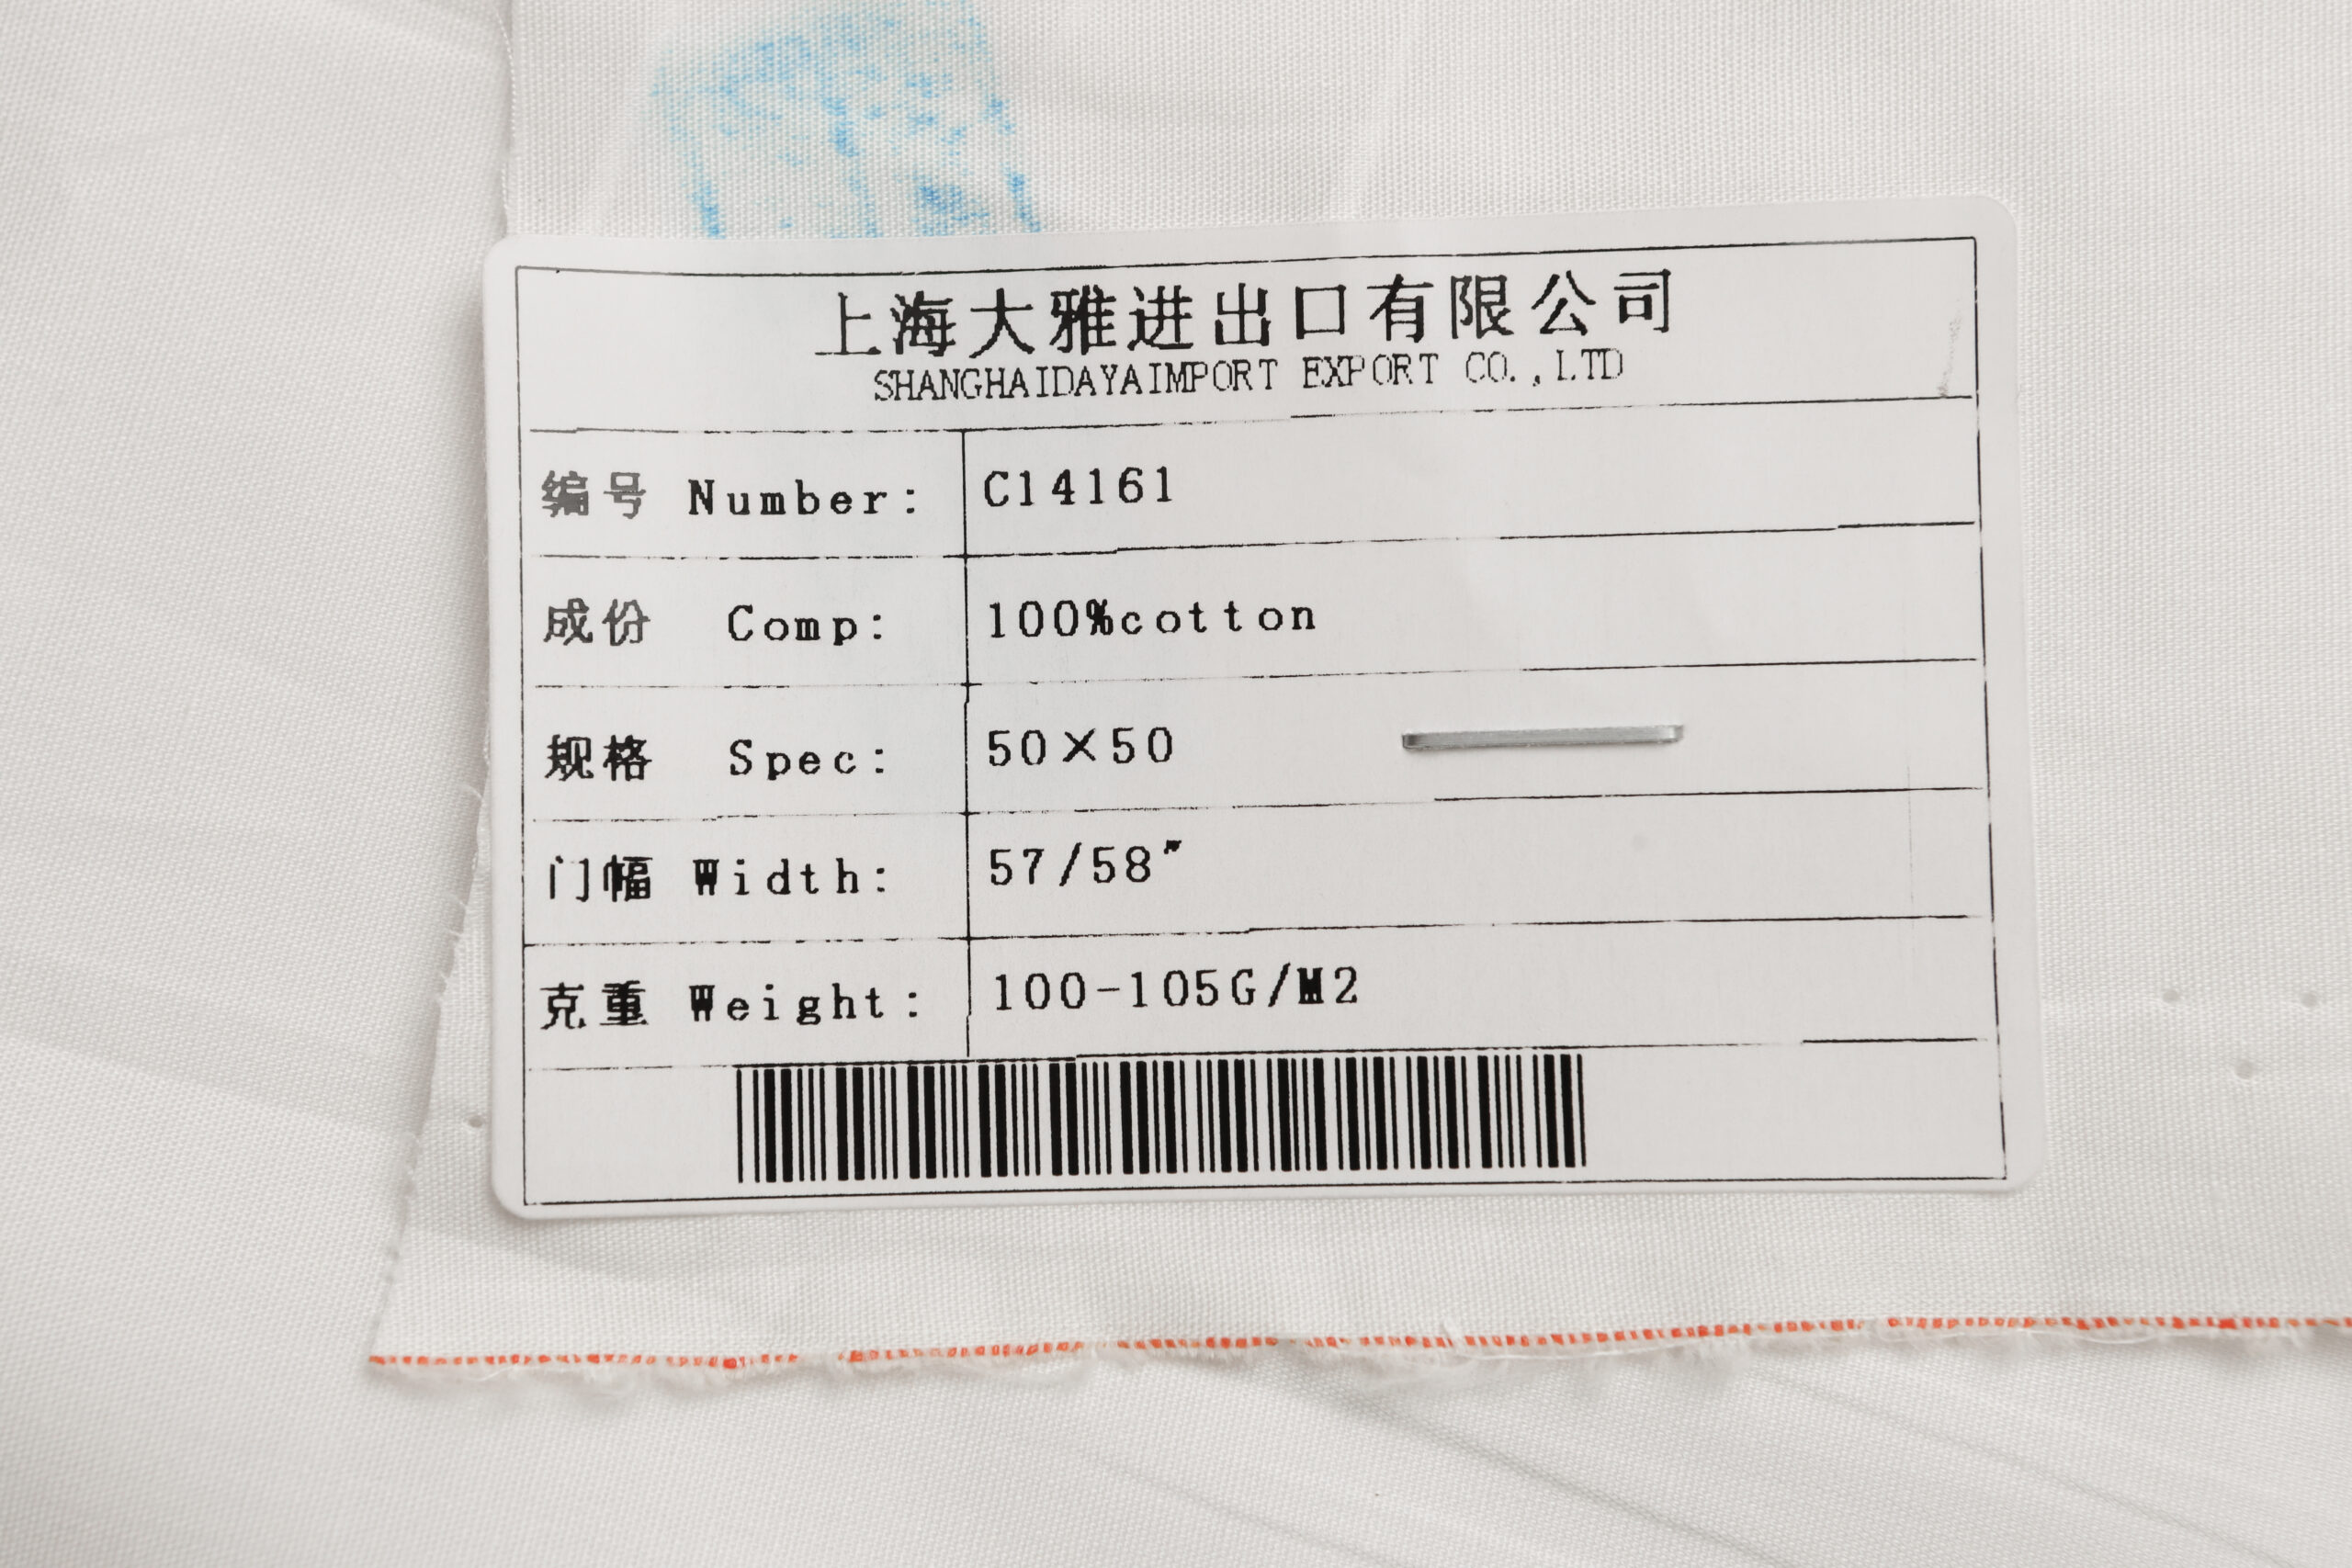 上海大雅进出口有限公司
SHANGHAIDAYAIMPORT EXPORT CO.,LTD
编号 Number: C14161
成份 Comp: 100%cotton
规格 Spec: 50×50
门幅 Width: 57/58"
克重 Weight: 100-105G/M2